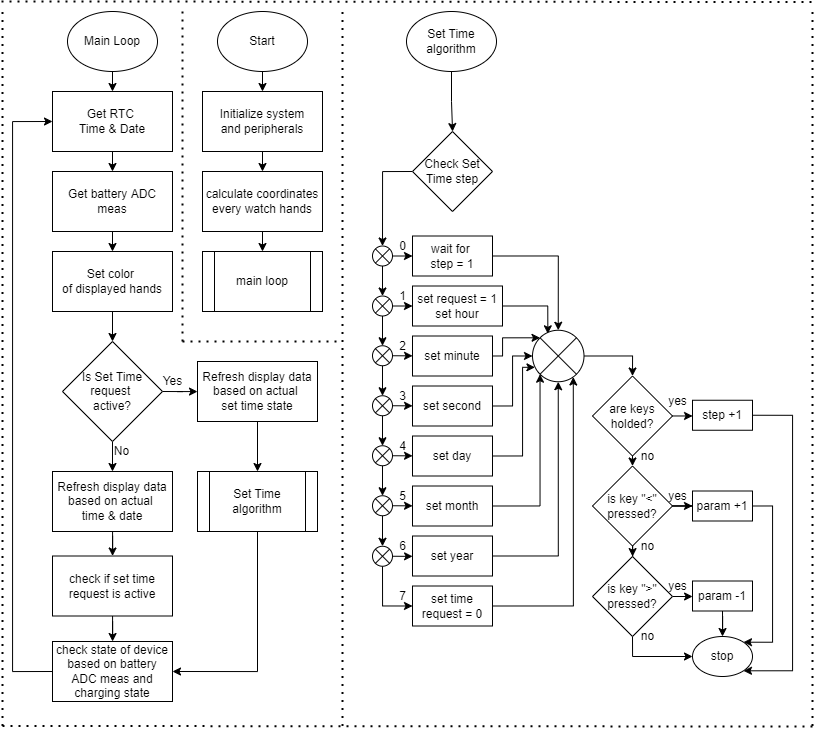 Main Loop
Get RTC
Time & Date
Get battery ADC
meas
Set color
of displayed hands
Is Set Time
request
active?
Yes
No
Refresh display data
based on actual
set time state
Refresh display data
based on actual
time & date
Set Time
algorithm
check if set time
request is active
check state of device
based on battery
ADC meas and
charging state
Start
Initialize system
and peripherals
calculate coordinates
every watch hands
main loop
Set Time
algorithm
Check Set
Time step
0
wait for
step = 1
1
set request = 1
set hour
2
set minute
3
set second
4
set day
5
set month
6
set year
7
set time
request = 0
are keys
holded?
yes
step +1
no
is key "<"
pressed?
yes
param +1
no
is key ">"
pressed?
yes
param -1
no
stop